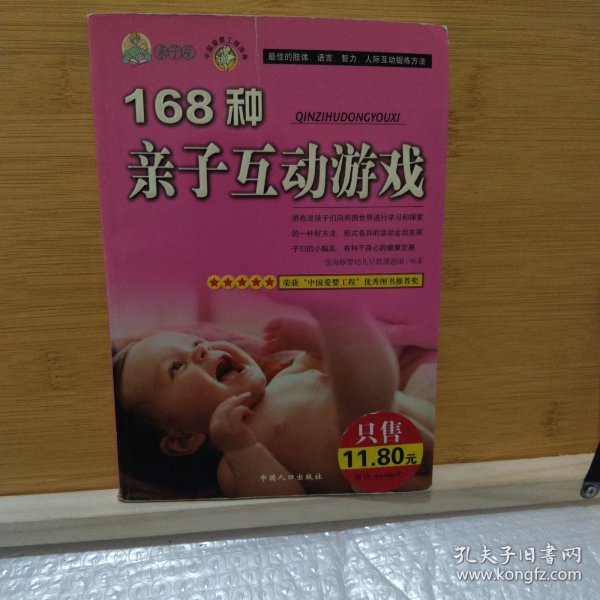 最佳的肢体、语言、智力、人际互动锻炼方法
168种
QINZIHUDONGYOUXI
亲子互动游戏
游戏是孩子们向周围世界进行学习和探索
的一种好方法，形式各异的活动会启发孩
子们的小脑瓜，有利于身心的健康发展
荣获“中国爱婴工程”优秀图书推荐奖
只售
11.80元
中国人口出版社
孔夫子旧书网
www.kongfz.com